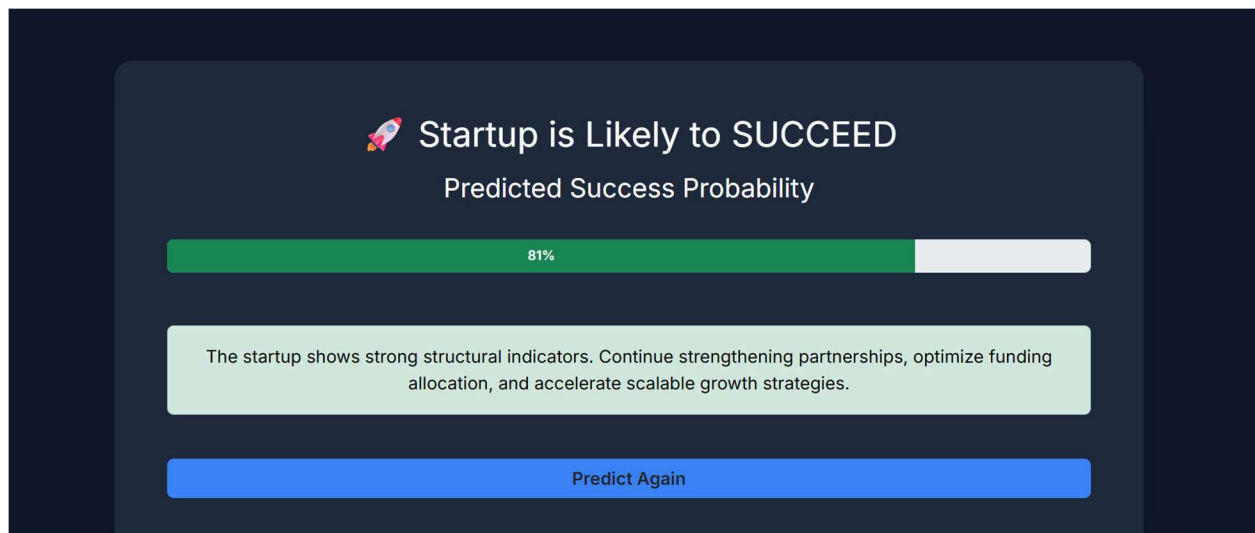 🚀 Startup is Likely to SUCCEED
Predicted Success Probability
81%
The startup shows strong structural indicators. Continue strengthening partnerships, optimize funding
allocation, and accelerate scalable growth strategies.
Predict Again